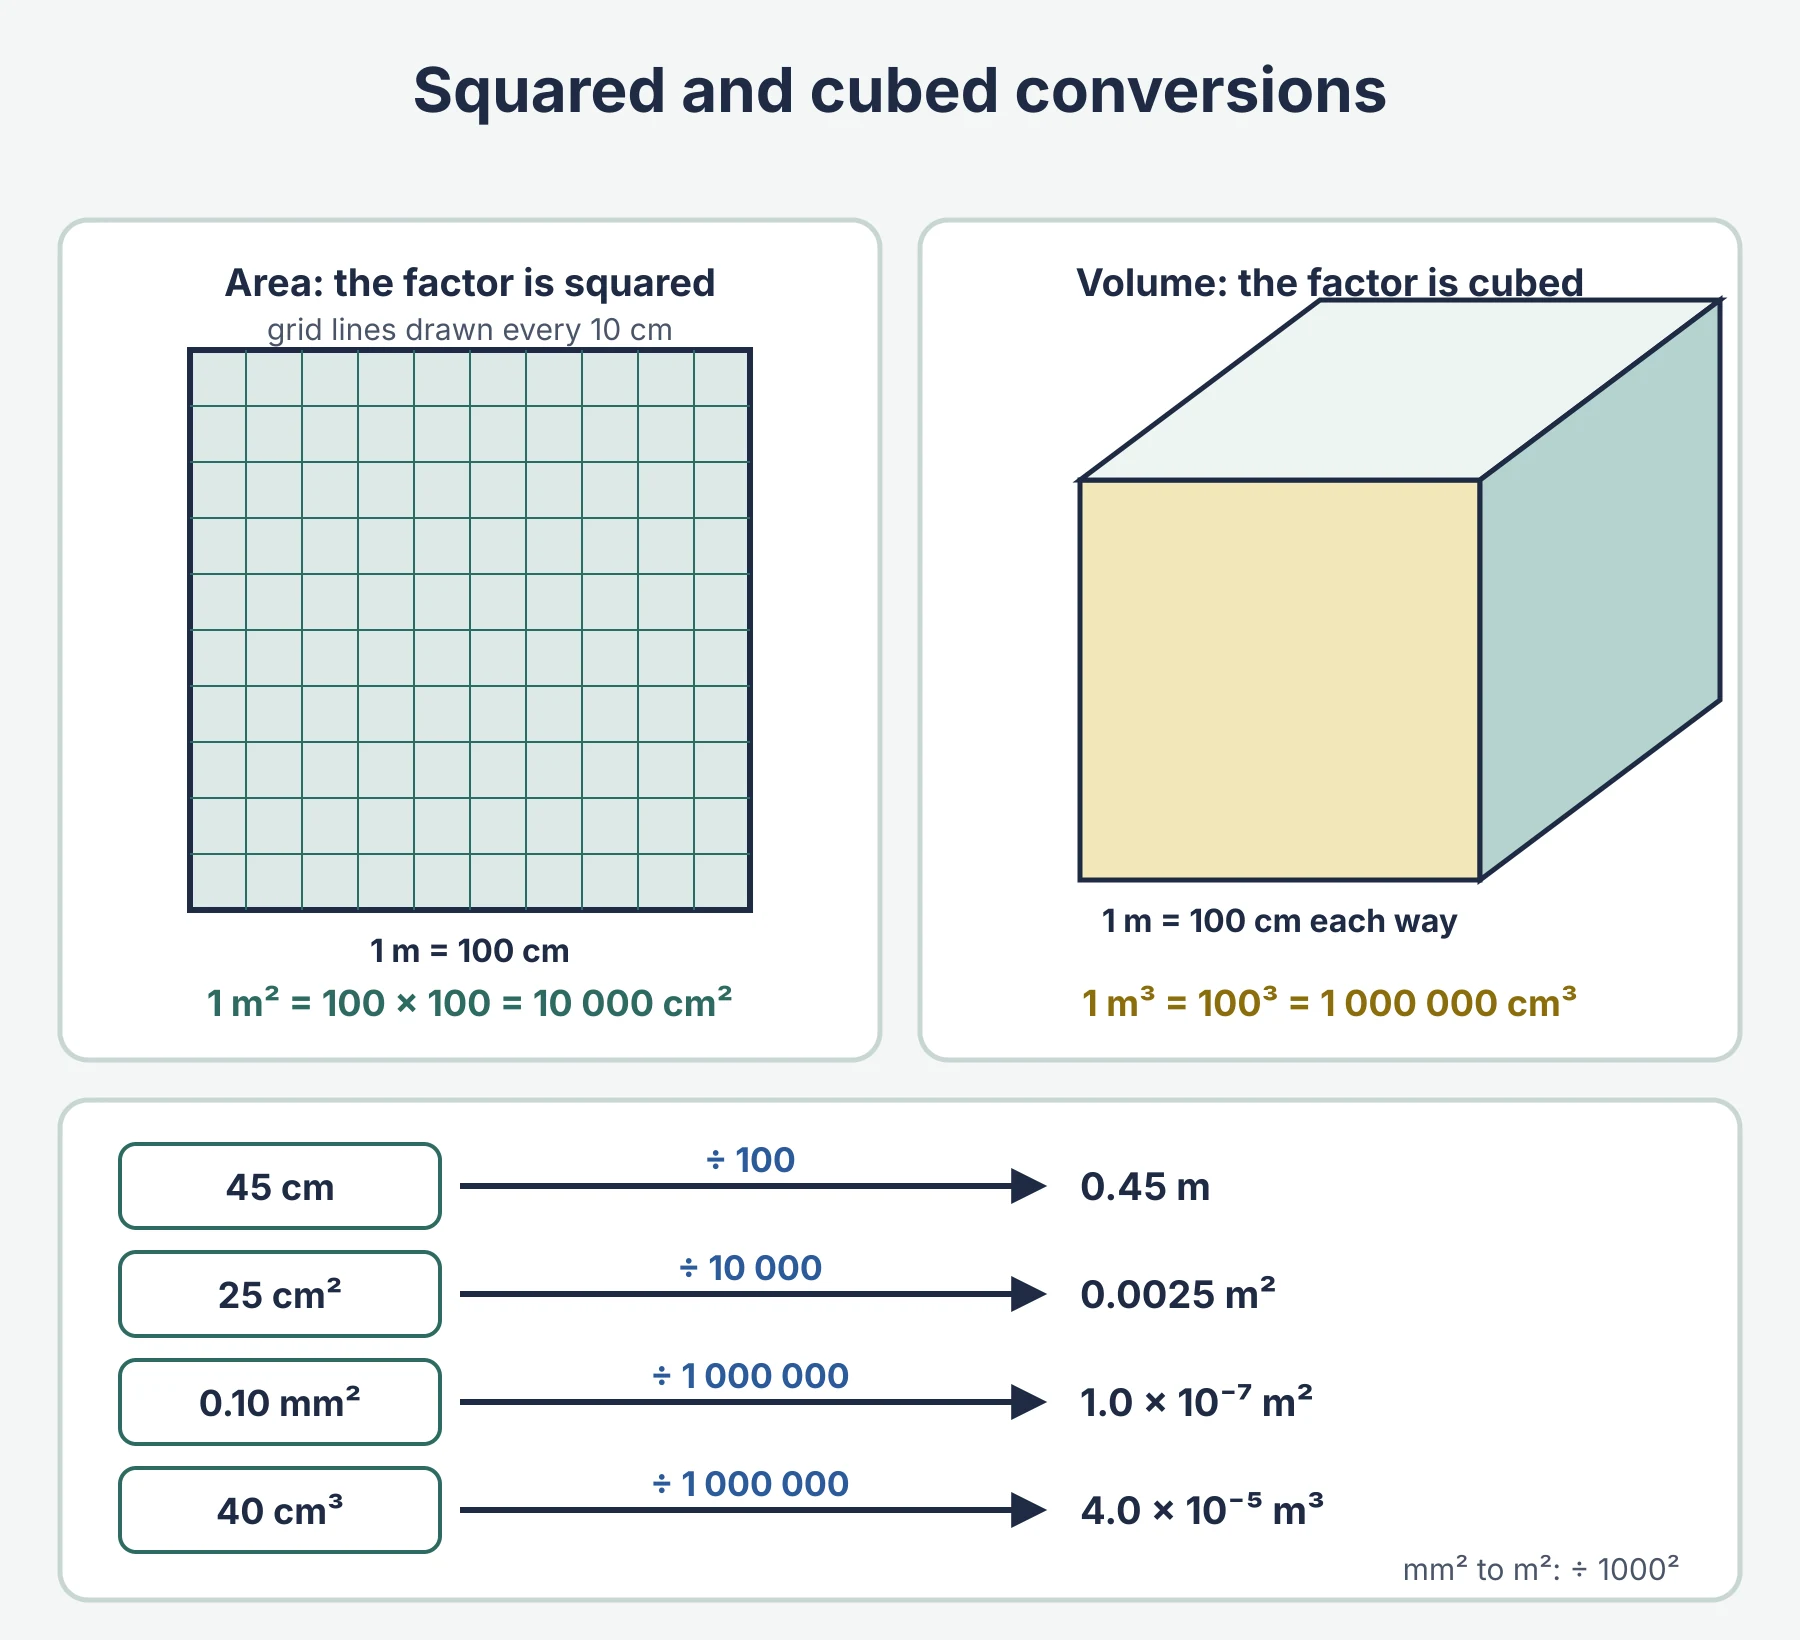 Squared and cubed conversions
Area: the factor is squared
grid lines drawn every 10 cm
1 m = 100 cm
1 m² = 100 × 100 = 10 000 cm²
Volume: the factor is cubed
1 m = 100 cm each way
1 m³ = 100³ = 1 000 000 cm³
45 cm ÷ 100 0.45 m
25 cm² ÷ 10 000 0.0025 m²
0.10 mm² ÷ 1 000 000 1.0 × 10⁻⁷ m²
40 cm³ ÷ 1 000 000 4.0 × 10⁻⁵ m³
mm² to m²: ÷ 1000²